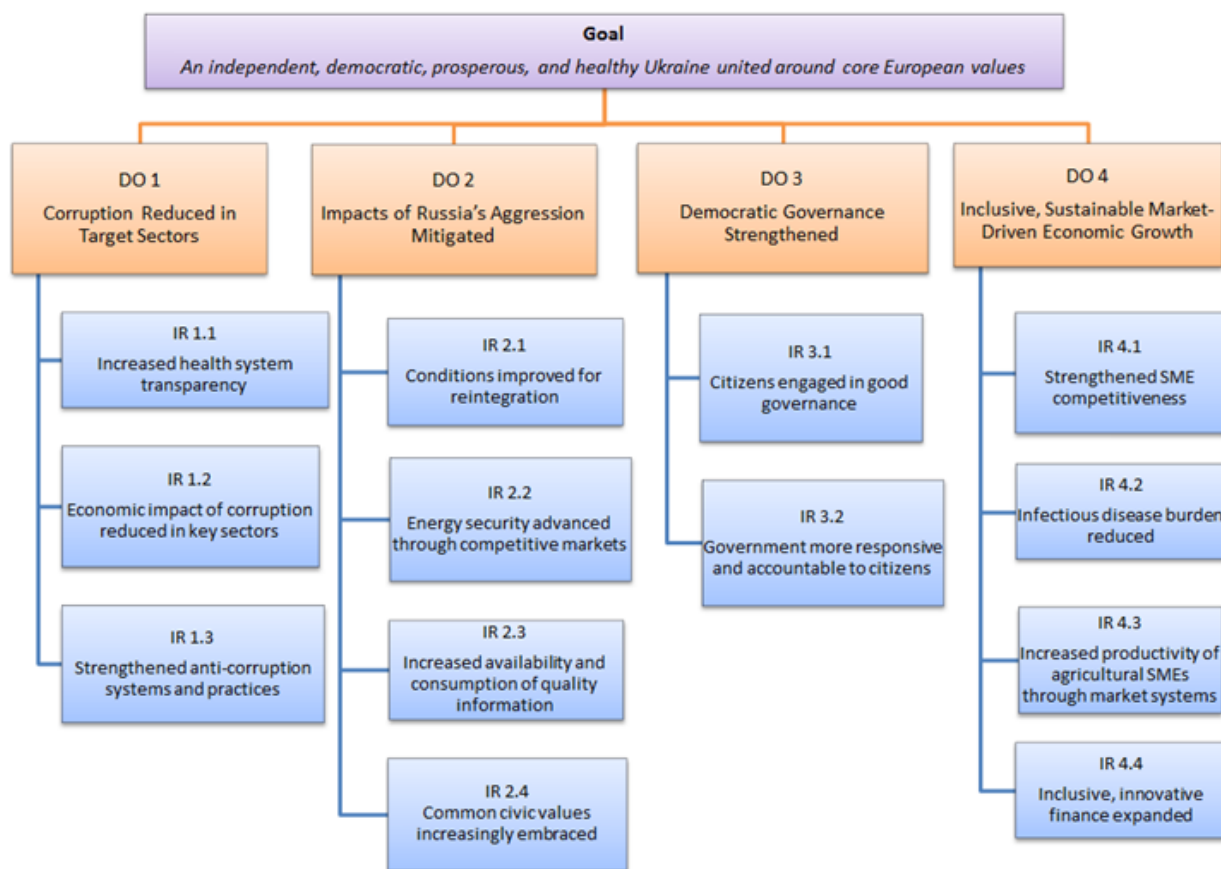 Goal
An independent, democratic, prosperous, and healthy Ukraine united around core European values
DO 1
Corruption Reduced in
Target Sectors
IR 1.1
Increased health system
transparency
IR 1.2
Economic impact of corruption
reduced in key sectors
IR 1.3
Strengthened anti-corruption
systems and practices
DO 2
Impacts of Russia's Aggression
Mitigated
IR 2.1
Conditions improved for
reintegration
IR 2.2
Energy security advanced
through competitive markets
IR 2.3
Increased availability and
consumption of quality
information
IR 2.4
Common civic values
increasingly embraced
DO 3
Democratic Governance
Strengthened
IR 3.1
Citizens engaged in good
governance
IR 3.2
Government more responsive
and accountable to citizens
DO 4
Inclusive, Sustainable Market-
Driven Economic Growth
IR 4.1
Strengthened SME
competitiveness
IR 4.2
Infectious disease burden
reduced
IR 4.3
Increased productivity of
agricultural SMEs
through market systems
IR 4.4
Inclusive, innovative
finance expanded